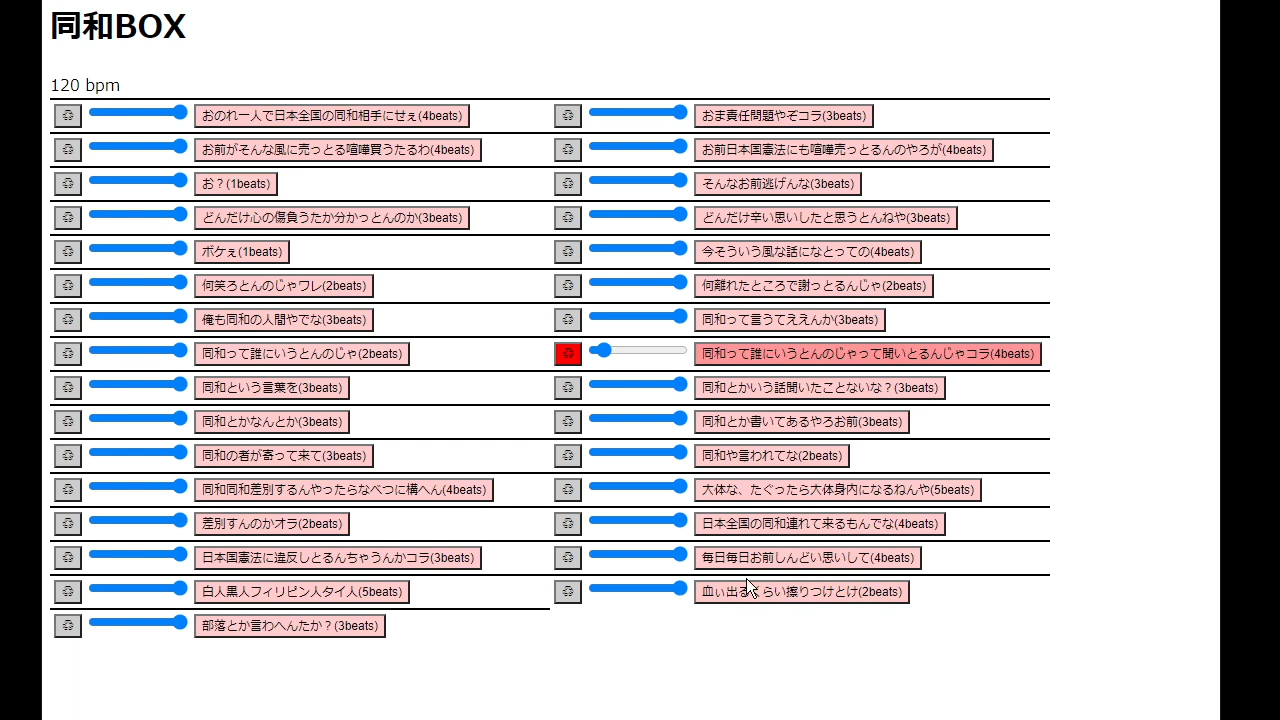 同和BOX
120 bpm
おのれ一人で日本全国の同和相手にせぇ(4beats)
おま責任問題やぞコラ(3beats)
お前がそんな風に売っとる喧嘩買うたるわ(4beats)
お前日本国憲法にも喧嘩売っとるんのやろが(4beats)
お？(1beats)
そんなお前逃げんな(3beats)
どんだけ心の傷負うたか分かっとんのか(3beats)
どんだけ辛い思いしたと思うとんねや(3beats)
ボケぇ(1beats)
今そういう風な話になとっての(4beats)
何笑ろとんのじゃワレ(2beats)
何離れたところで謝っとるんじゃ(2beats)
俺も同和の人間やでな(3beats)
同和って言うてええんか(3beats)
同和って誰にいうとんのじゃ(2beats)
同和って誰にいうとんのじゃって聞いとるんじゃコラ(4beats)
同和という言葉を(3beats)
同和とかいう話聞いたことないな？(3beats)
同和とかなんとか(3beats)
同和とか書いてあるやろお前(3beats)
同和の者が寄って来て(3beats)
同和や言われてな(2beats)
同和同和差別するんやったらなべつに構へん(4beats)
大体な、たぐったら大体身内になるねんや(5beats)
差別すんのかオラ(2beats)
日本全国の同和連れて来るもんでな(4beats)
日本国憲法に違反しとるんちゃうんかコラ(3beats)
毎日毎日お前しんどい思いして(4beats)
白人黒人フィリピン人タイ人(5beats)
血ぃ出るくらい擦りつけとけ(2beats)
部落とか言わへんたか？(3beats)